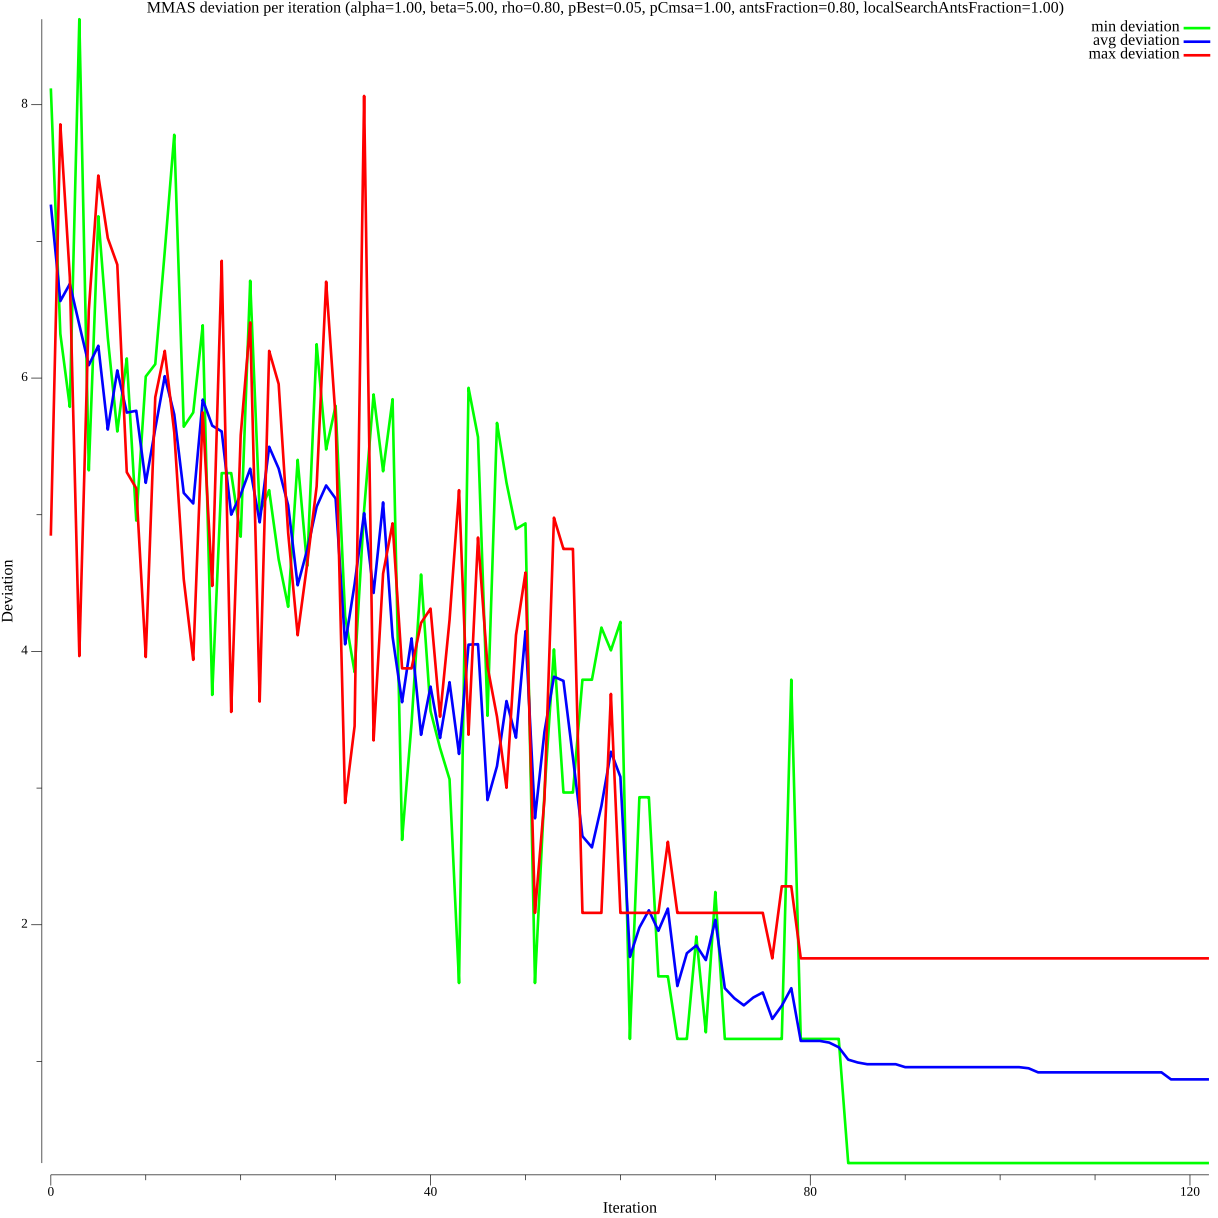 MMAS deviation per iteration (alpha=1.00, beta=5.00, rho=0.80, pBest=0.05, pCmsa=1.00, antsFraction=0.80, localSearchAntsFraction=1.00)
min deviation
avg deviation
max deviation
8
6
4
2
Deviation
0
40
80
120
Iteration